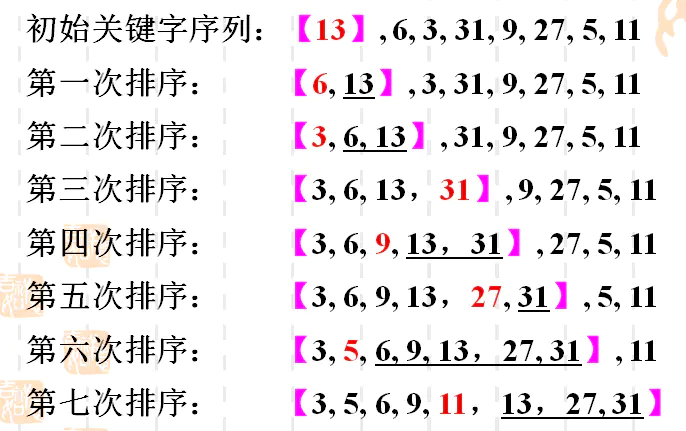 初始关键字序列：【13】,6, 3, 31, 9, 27, 5, 11
第一次排序：【6, 13】,3, 31, 9, 27, 5, 11
第二次排序：【3, 6, 13】,31, 9, 27, 5, 11
第三次排序：【3, 6, 13，31】,9, 27, 5, 11
第四次排序：【3, 6, 9, 13，31】,27, 5, 11
第五次排序：【3, 6, 9, 13，27, 31】,5, 11
第六次排序：【3, 5, 6, 9, 13，27, 31】,11
第七次排序：【3, 5, 6, 9, 11，13，27, 31】